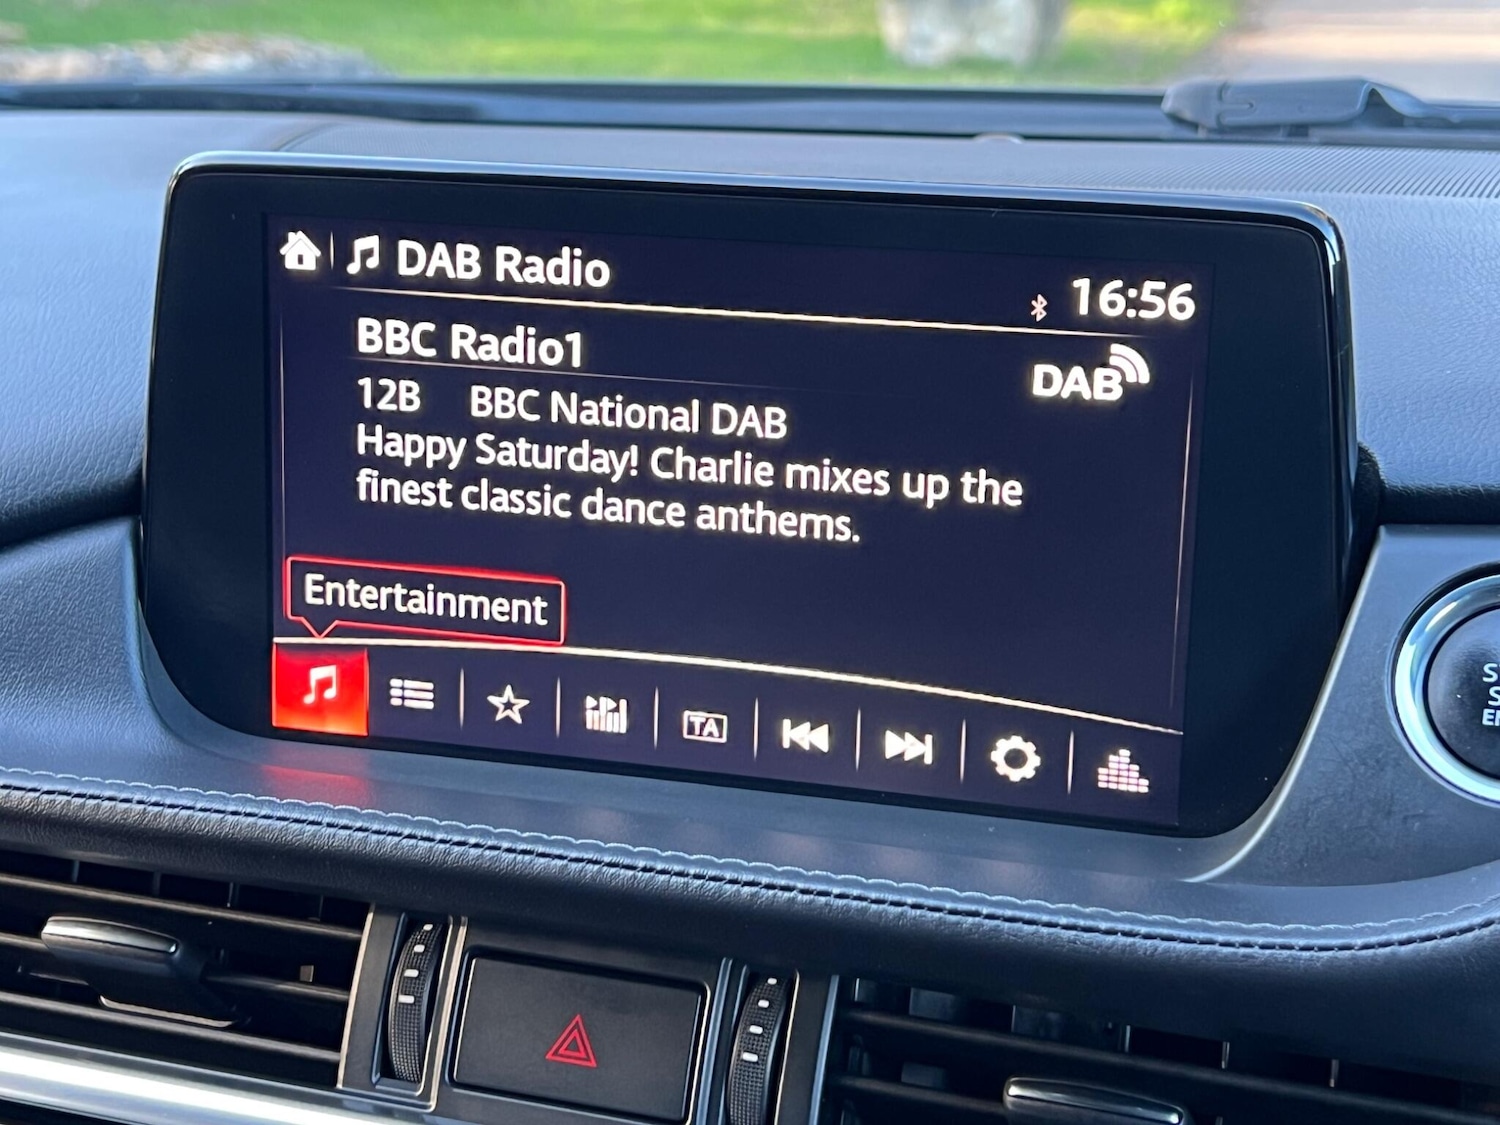 DAB Radio
16:56
BBC Radio1
DAB
12B BBC National DAB
Happy Saturday! Charlie mixes up the
finest classic dance anthems.
Entertainment
TA